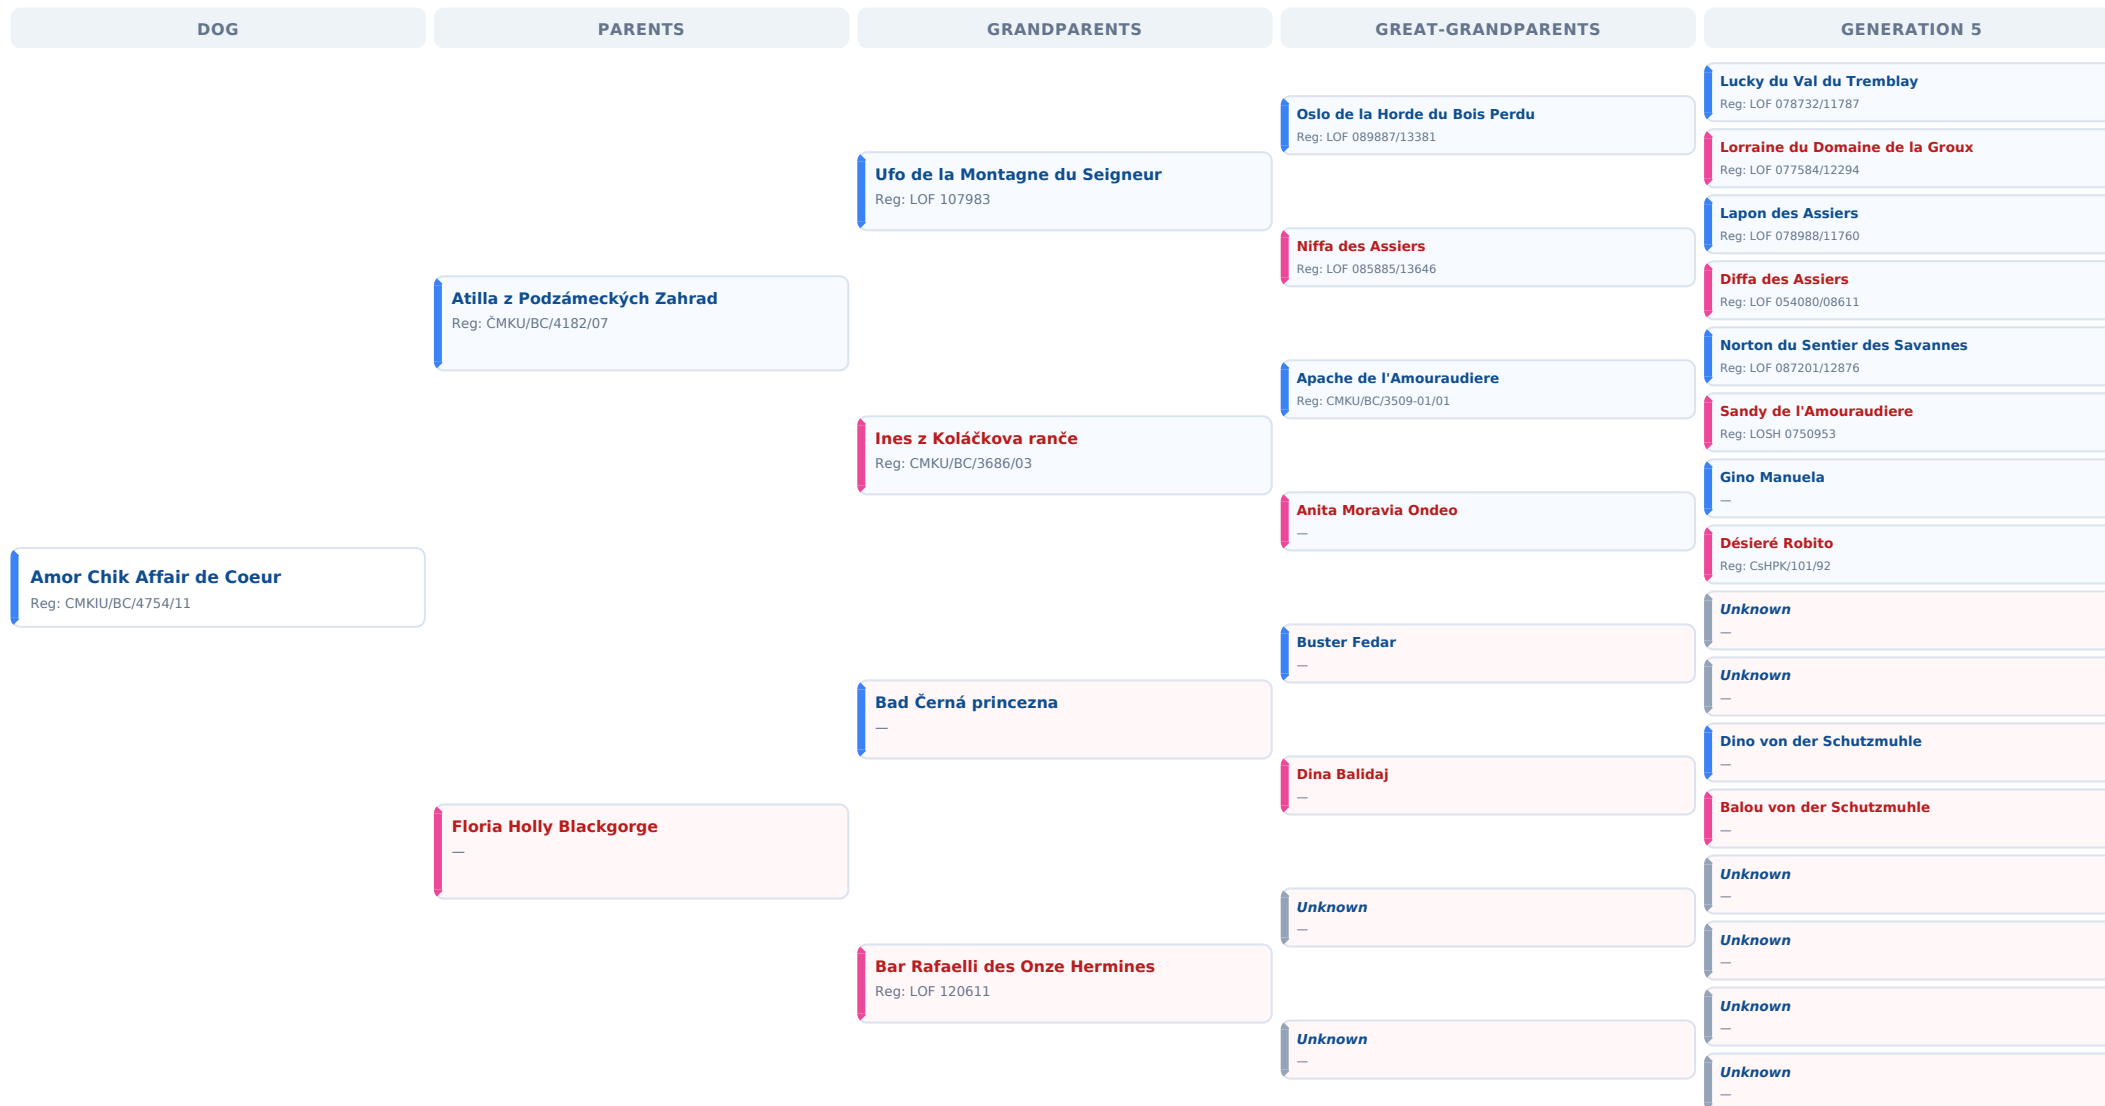 DOG
PARENTS
GRANDPARENTS
GREAT-GRANDPARENTS
GENERATION 5
Amor Chik Affair de Coeur
Reg: CMKIU/BC/4754/11
Atilla z Podzámeckých Zahrad
Reg: ČMKU/BC/4182/07
Floria Holly Blackgorge
—
Ufo de la Montagne du Seigneur
Reg: LOF 107983
Ines z Koláčkova ranče
Reg: CMKU/BC/3686/03
Bad Černá princezna
—
Bar Rafaelli des Onze Hermines
Reg: LOF 120611
Oslo de la Horde du Bois Perdu
Reg: LOF 089887/13381
Niffa des Assiers
Reg: LOF 085885/13646
Apache de l'Amouraudiere
Reg: CMKU/BC/3509-01/01
Anita Moravia Ondeo
—
Buster Fedar
—
Dina Balidaj
—
Unknown
—
Unknown
—
Lucky du Val du Tremblay
Reg: LOF 078732/11787
Lorraine du Domaine de la Groux
Reg: LOF 077584/12294
Lapon des Assiers
Reg: LOF 078988/11760
Diffa des Assiers
Reg: LOF 054080/08611
Norton du Sentier des Savannes
Reg: LOF 087201/12876
Sandy de l'Amouraudiere
Reg: LOSH 0750953
Gino Manuela
—
Désieré Robito
Reg: CsHPK/101/92
Unknown
—
Unknown
—
Dino von der Schutzmuhle
—
Balou von der Schutzmuhle
—
Unknown
—
Unknown
—
Unknown
—
Unknown
—